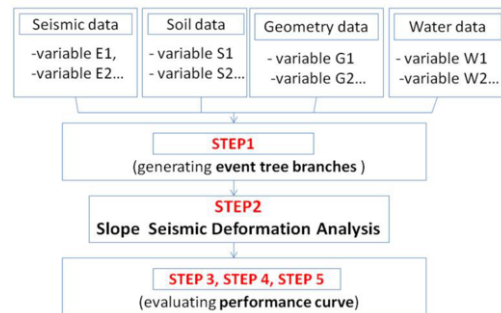 Seismic data
-variable E1,
-variable E2...
Soil data
- variable S1
- variable S2...
Geometry data
- variable G1
-variable G2...
Water data
- variable W1
-variable W2...
STEP1
(generating event tree branches )
STEP2
Slope Seismic Deformation Analysis
STEP 3, STEP 4, STEP 5
(evaluating performance curve)